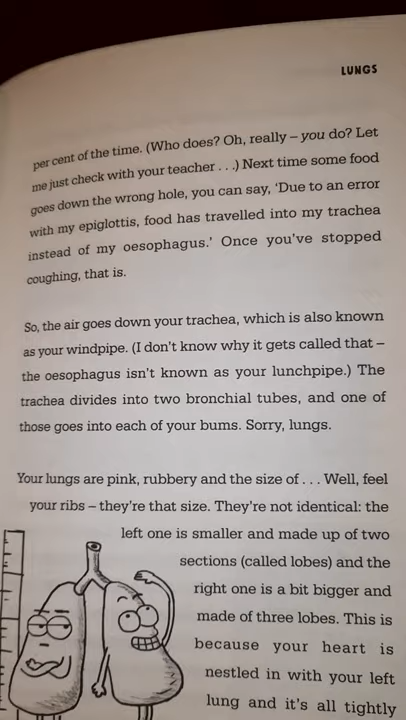 LUNGS
per cent of the time. (Who does? Oh, really – you do? Let
me just check with your teacher . . .) Next time some food
goes down the wrong hole, you can say, ‘Due to an error
with my epiglottis, food has travelled into my trachea
instead of my oesophagus.’ Once you’ve stopped
coughing, that is.
So, the air goes down your trachea, which is also known
as your windpipe. (I don’t know why it gets called that –
the oesophagus isn’t known as your lunchpipe.) The
trachea divides into two bronchial tubes, and one of
those goes into each of your bums. Sorry, lungs.
Your lungs are pink, rubbery and the size of . . . Well, feel
your ribs – they’re that size. They’re not identical: the
left one is smaller and made up of two
sections (called lobes) and the
right one is a bit bigger and
made of three lobes. This is
because your heart is
nestled in with your left
lung and it’s all tightly